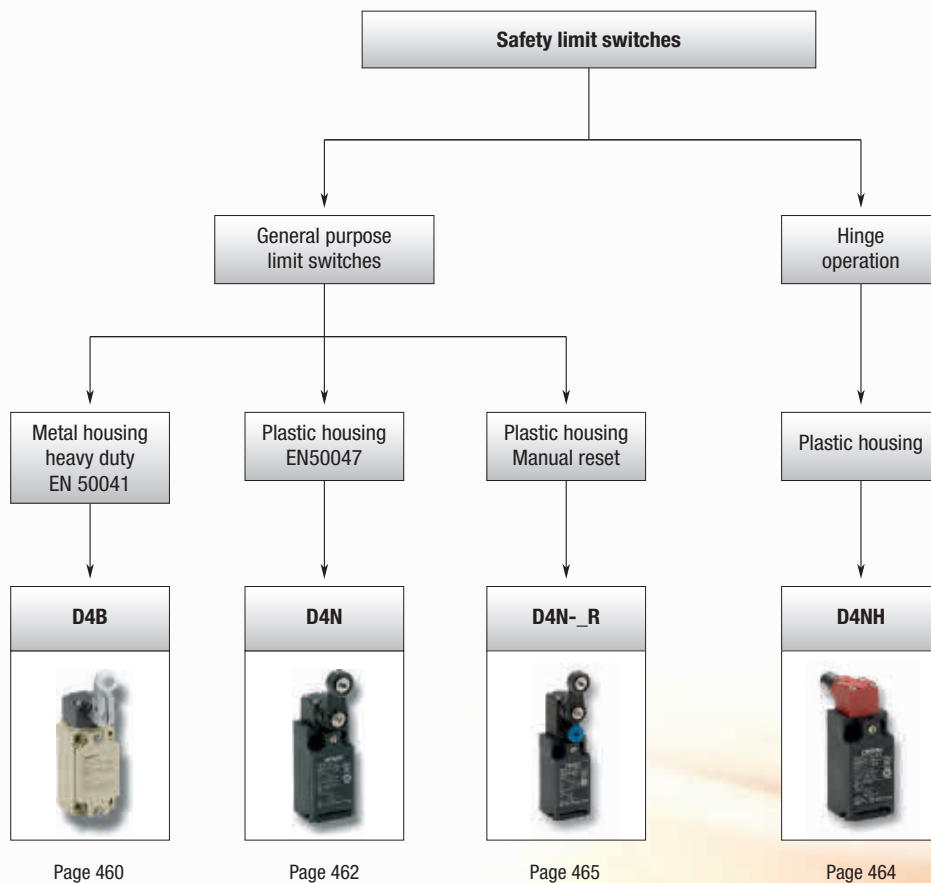 Safety limit switches
General purpose
limit switches
Hinge
operation
Metal housing
heavy duty
EN 50041
Plastic housing
EN50047
Plastic housing
Manual reset
Plastic housing
D4B
D4N
D4N-_R
D4NH
Page 460
Page 462
Page 465
Page 464